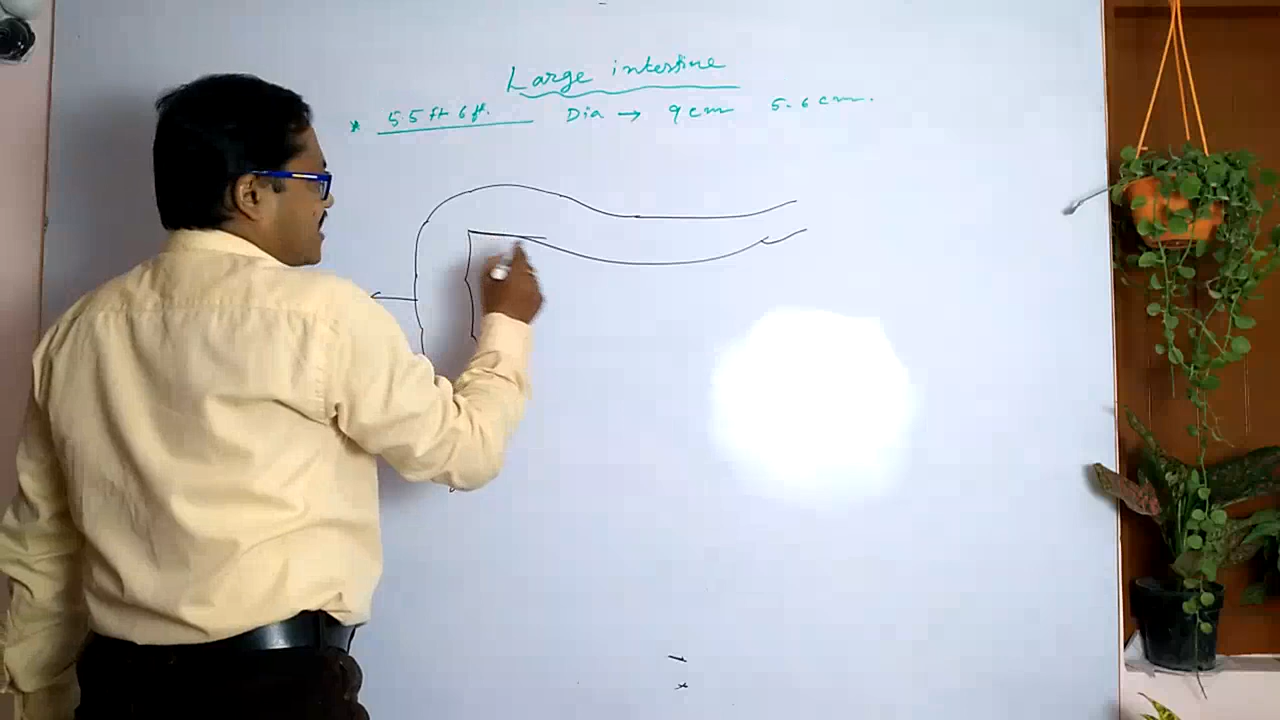 Large intestine
* 5.5 ft 6 ft. Dia → 9 cm 5.6 cm.